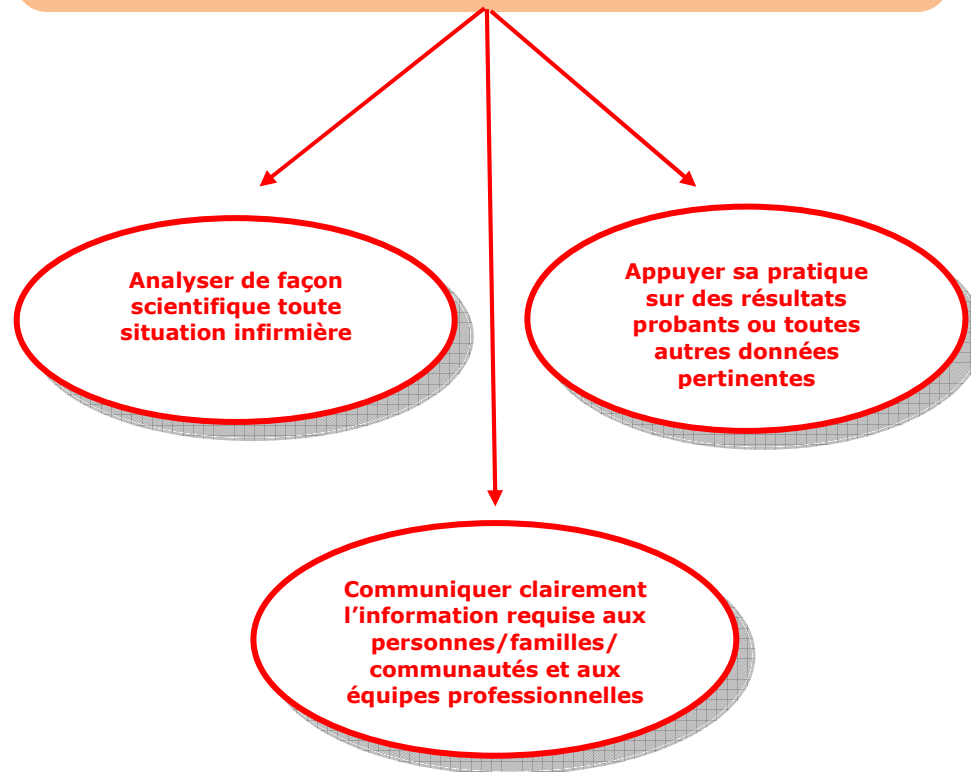 Analyser de façon
scientifique toute
situation infirmière
Appuyer sa pratique
sur des résultats
probants ou toutes
autres données
pertinentes
Communiquer clairement
l’information requise aux
personnes/familles/
communautés et aux
équipes professionnelles